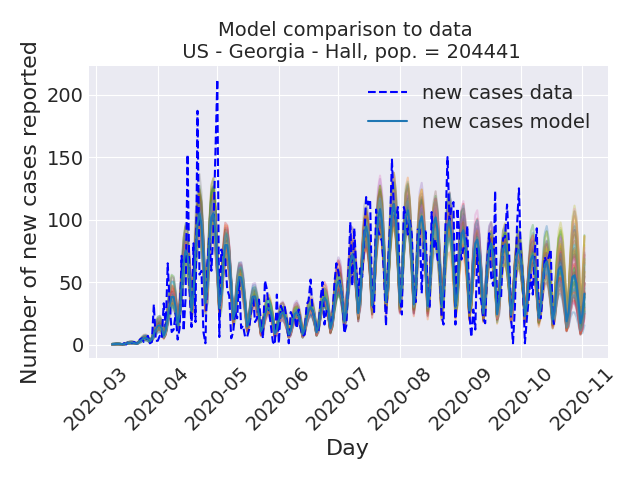 Model comparison to data
US - Georgia - Hall, pop. = 204441
new cases data
new cases model
Number of new cases reported
200
150
100
50
0
2020-03
2020-04
2020-05
2020-06
2020-07
2020-08
2020-09
2020-10
2020-11
Day